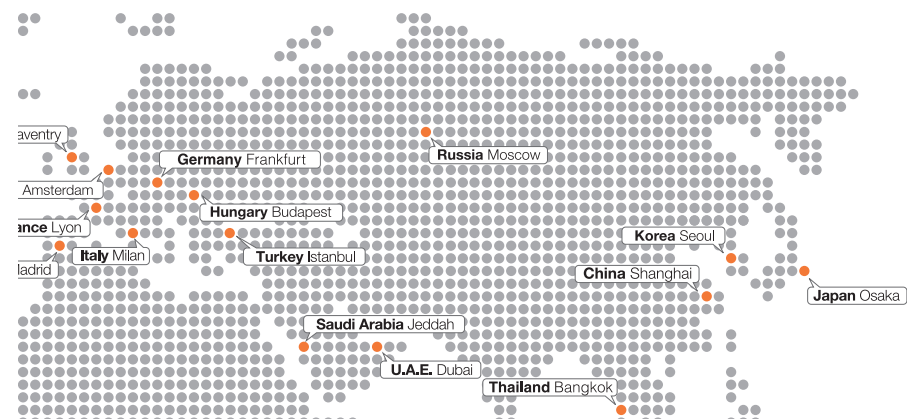 aventry
Germany Frankfurt
Russia Moscow
Amsterdam
Hungary Budapest
ance Lyon
Korea Seoul
Italy Milan
Turkey Istanbul
adrid
China Shanghai
Japan Osaka
Saudi Arabia Jeddah
U.A.E. Dubai
Thailand Bangkok